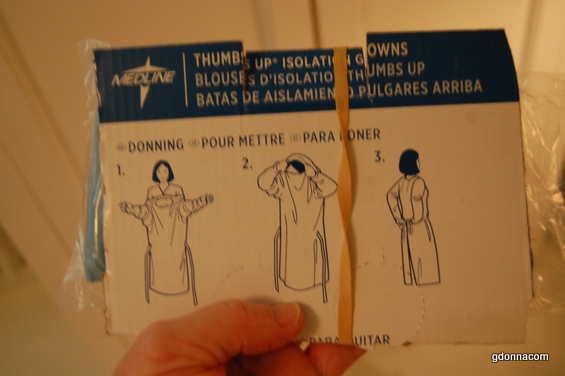 MEDLINE
THUMBS UP® ISOLATION GOWNS
BLOUSES D'ISOLATION THUMBS UP
BATAS DE AISLAMIENTO PULGARES ARRIBA
DONNING POUR METTRE PARA PONER
1. 2. 3.
PARA QUITAR
gdonnacom